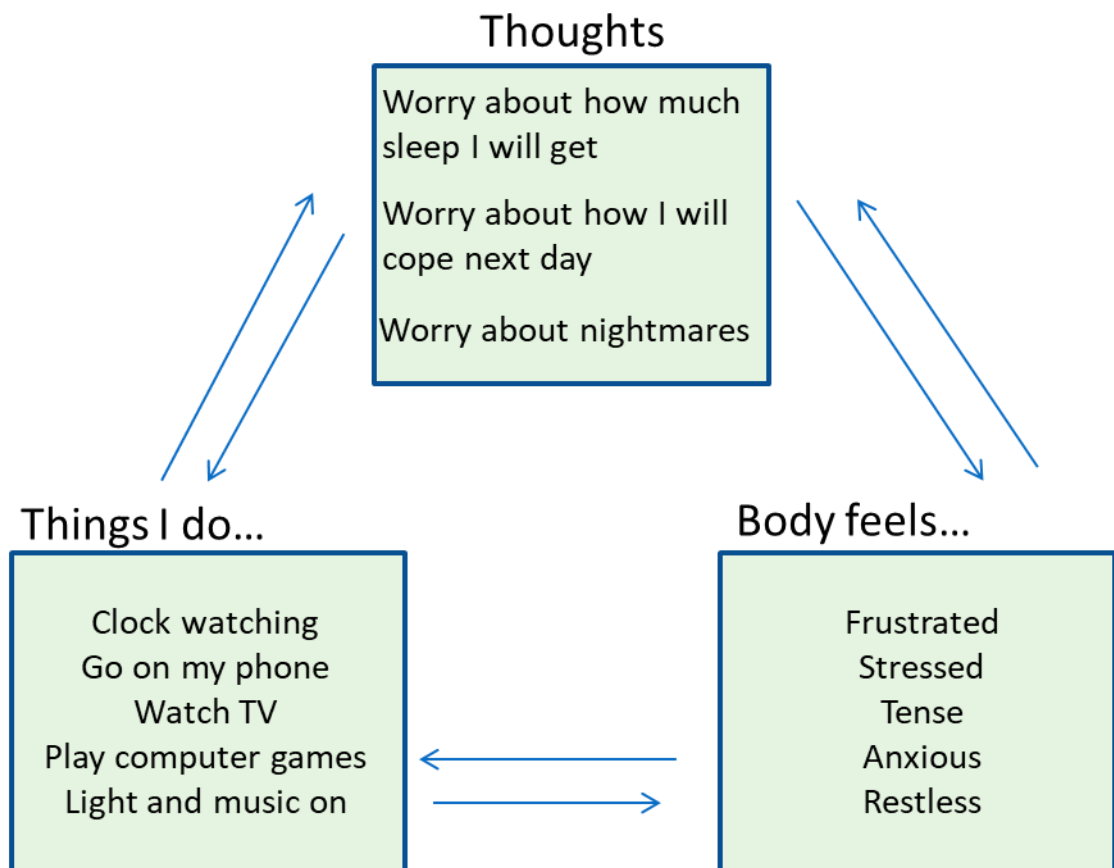 Thoughts
Worry about how much
sleep I will get
Worry about how I will
cope next day
Worry about nightmares
Things I do...
Clock watching
Go on my phone
Watch TV
Play computer games
Light and music on
Body feels...
Frustrated
Stressed
Tense
Anxious
Restless